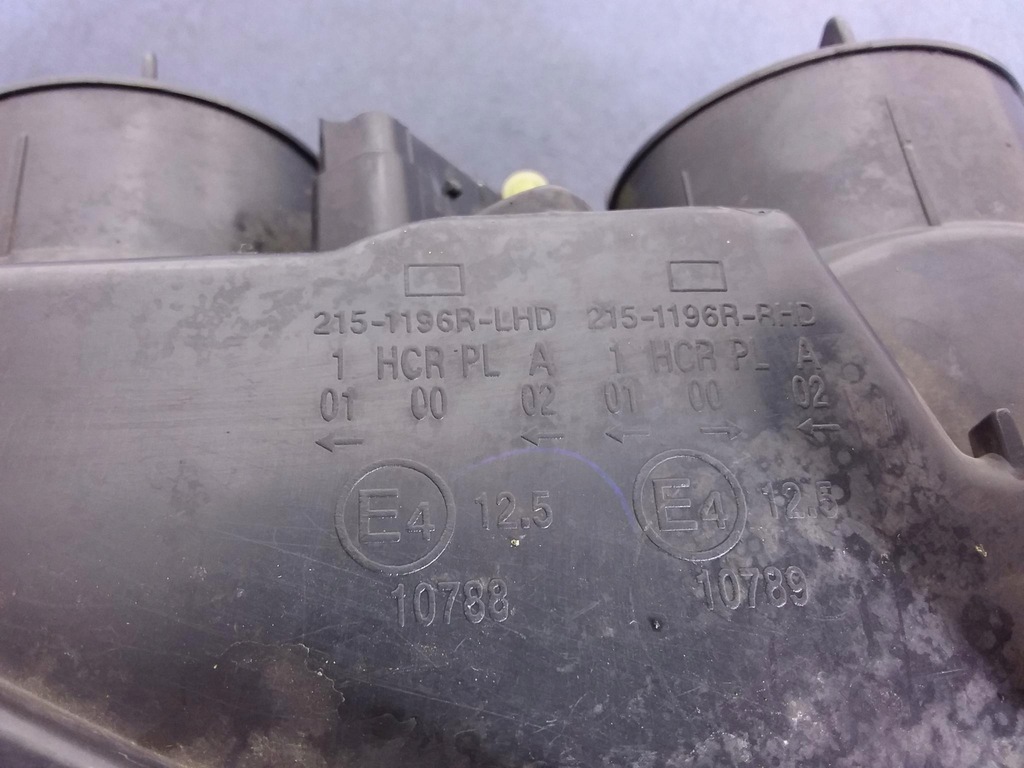 215-1196R-LHD 215-1196R-RHD
1 HCR PL A 1 HCR PL A
01 00 02 01 00 02
← ← ← → ←
E4 12.5 E4 12.5
10788 10789